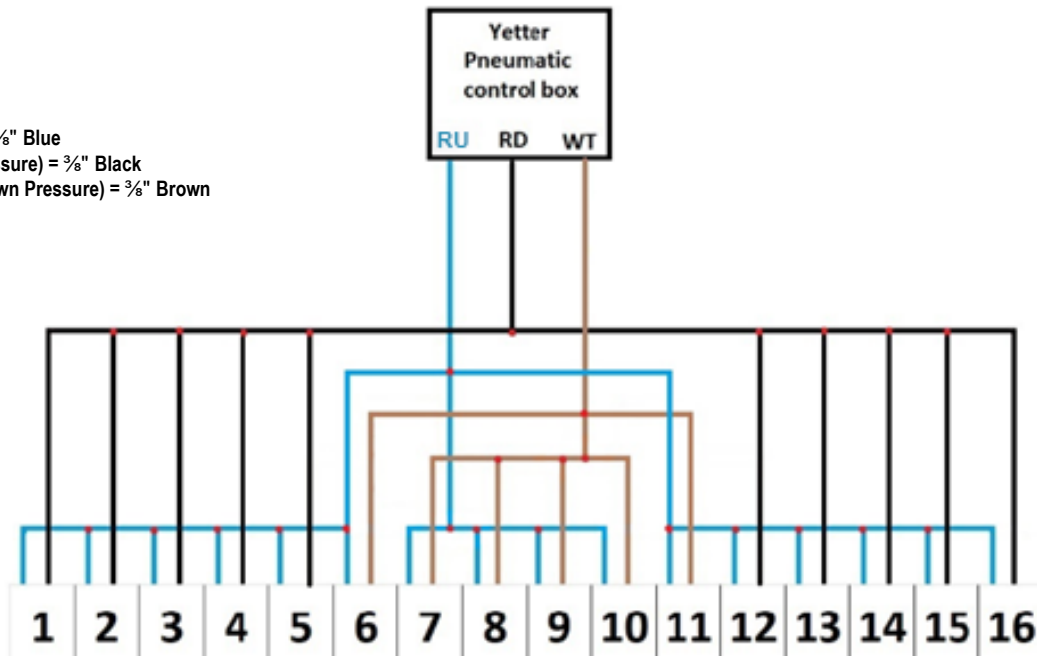 Yetter
Pneumatic
control box
RU RD WT
⅜" Blue
sure) = ⅜" Black
wn Pressure) = ⅜" Brown
1 2 3 4 5 6 7 8 9 10 11 12 13 14 15 16